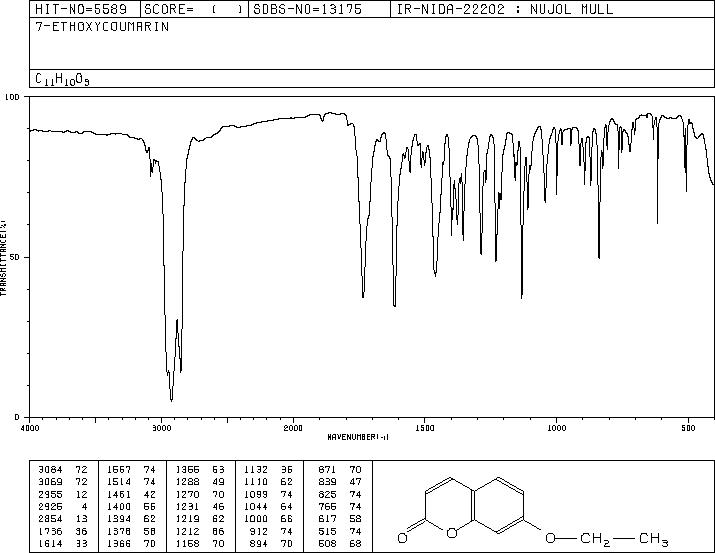 HIT-NO=5589 SCORE= ( ) SDBS-NO=13175 IR-NIDA-22202 : NUJOL MULL
7-ETHOXYCOUMARIN
C11H10O3
100
50
0
TRANSMITTANCE(%)
4000 3000 2000 1500 1000 500
WAVENUMBER(-1)
3084 72 1567 74 1366 63 1132 36 871 70
3069 72 1514 74 1288 49 1110 62 839 47
2955 12 1461 42 1270 70 1099 74 825 74
2925 4 1400 66 1231 46 1044 64 766 74
2854 13 1394 62 1219 62 1000 66 617 58
1736 36 1378 58 1212 66 912 74 515 74
1614 33 1366 70 1158 70 894 70 508 68
O O O—CH2—CH3